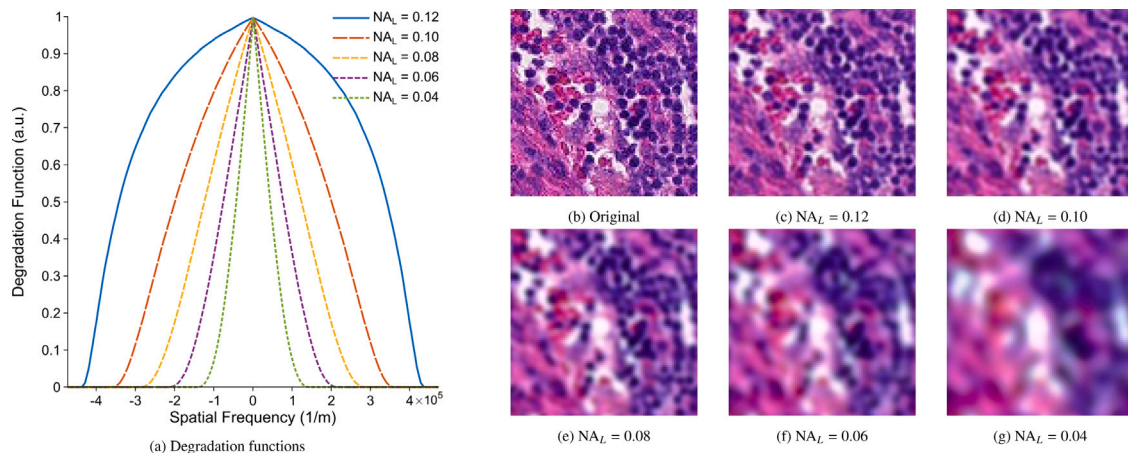 Degradation Function (a.u.)
1
0.9
0.8
0.7
0.6
0.5
0.4
0.3
0.2
0.1
0
NA_L = 0.12
NA_L = 0.10
NA_L = 0.08
NA_L = 0.06
NA_L = 0.04
-4 -3 -2 -1 0 1 2 3 4×10⁵
Spatial Frequency (1/m)
(a) Degradation functions
(b) Original
(c) NA_L = 0.12
(d) NA_L = 0.10
(e) NA_L = 0.08
(f) NA_L = 0.06
(g) NA_L = 0.04